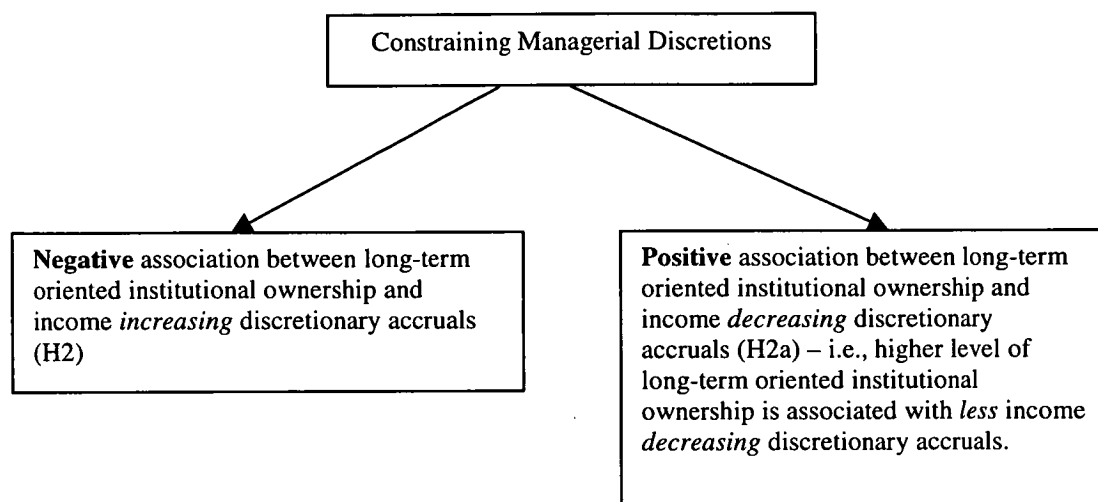 Constraining Managerial Discretions
Negative association between long-term
oriented institutional ownership and
income increasing discretionary accruals
(H2)
Positive association between long-term
oriented institutional ownership and
income decreasing discretionary
accruals (H2a) – i.e., higher level of
long-term oriented institutional
ownership is associated with less income
decreasing discretionary accruals.